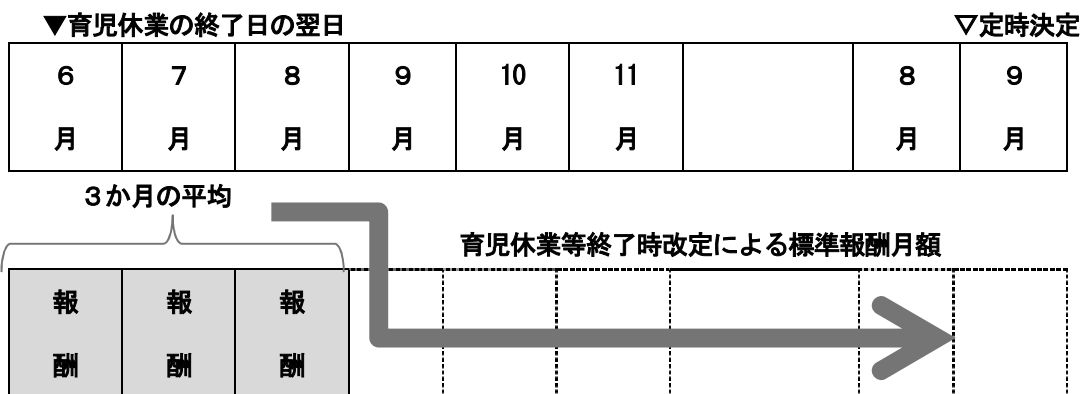 ▼育児休業の終了日の翌日 ▽定時決定
６ ７ ８ ９ 10 11 ８ ９
月 月 月 月 月 月 月 月
３か月の平均
育児休業等終了時改定による標準報酬月額
報 報 報
酬 酬 酬